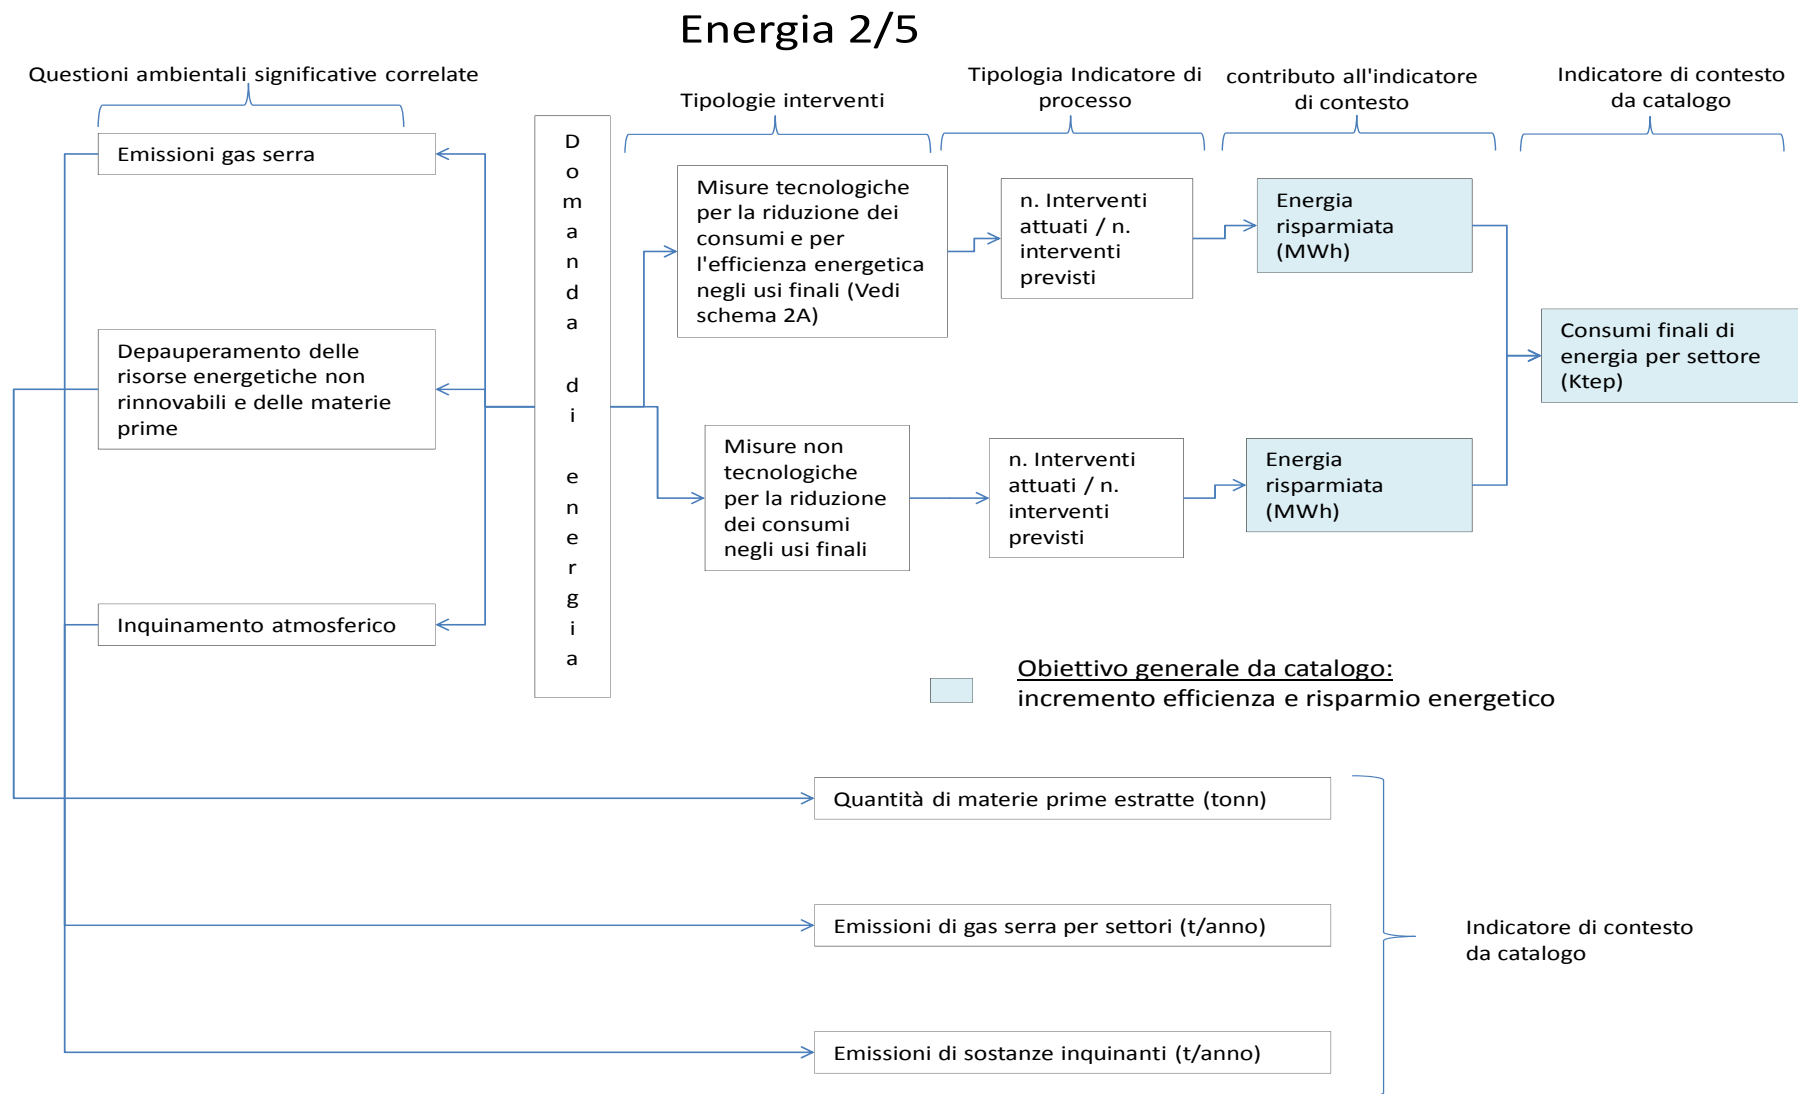 Energia 2/5
Questioni ambientali significative correlate
Tipologie interventi
Tipologia Indicatore di
processo
contributo all'indicatore
di contesto
Indicatore di contesto
da catalogo
Emissioni gas serra
Depauperamento delle
risorse energetiche non
rinnovabili e delle materie
prime
Inquinamento atmosferico
Domanda di energia
Misure tecnologiche
per la riduzione dei
consumi e per
l'efficienza energetica
negli usi finali (Vedi
schema 2A)
n. Interventi
attuati / n.
interventi
previsti
Energia
risparmiata
(MWh)
Consumi finali di
energia per settore
(Ktep)
Misure non
tecnologiche
per la riduzione
dei consumi
negli usi finali
n. Interventi
attuati / n.
interventi
previsti
Energia
risparmiata
(MWh)
Obiettivo generale da catalogo:
incremento efficienza e risparmio energetico
Quantità di materie prime estratte (tonn)
Emissioni di gas serra per settori (t/anno)
Emissioni di sostanze inquinanti (t/anno)
Indicatore di contesto
da catalogo